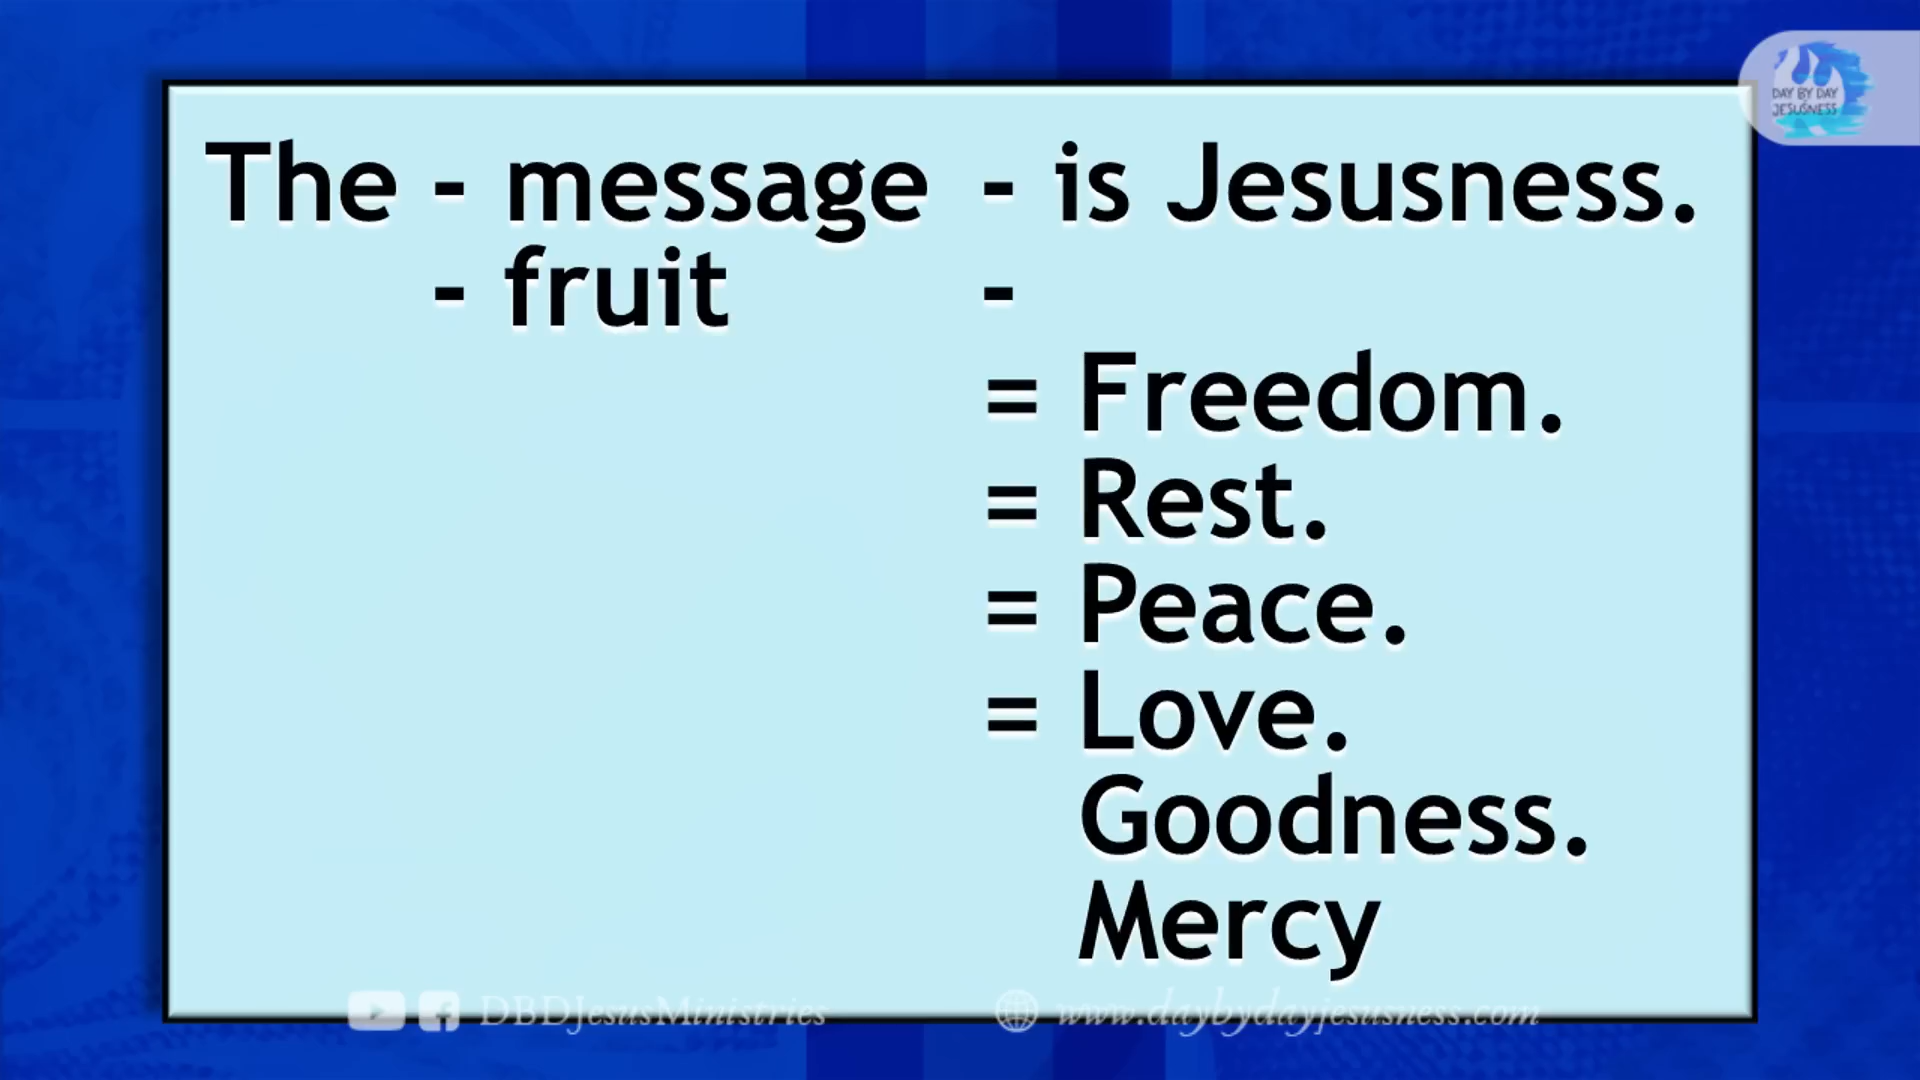 DAY BY DAY
JESUSNESS
The - message - is Jesusness.
- fruit -
= Freedom.
= Rest.
= Peace.
= Love.
Goodness.
Mercy
DBDJesusMinistries
www.daybydayjesusness.com